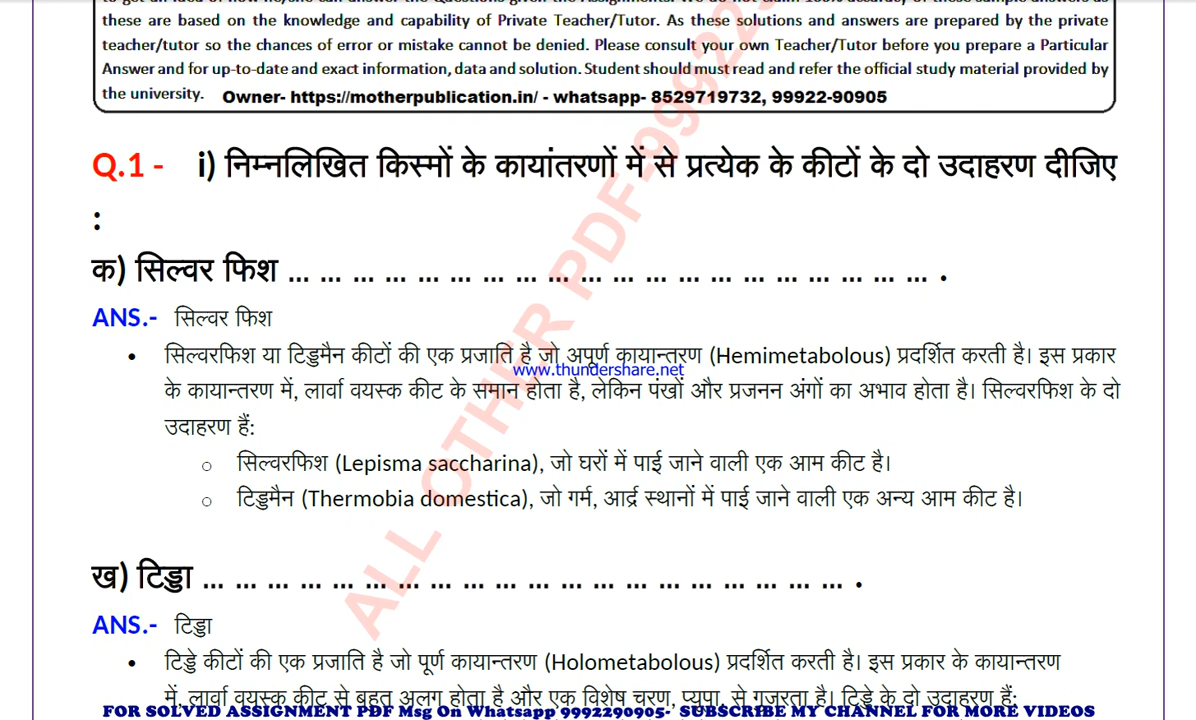 these are based on the knowledge and capability of Private Teacher/Tutor. As these solutions and answers are prepared by the private
teacher/tutor so the chances of error or mistake cannot be denied. Please consult your own Teacher/Tutor before you prepare a Particular
Answer and for up-to-date and exact information, data and solution. Student should must read and refer the official study material provided by
the university. Owner- https://motherpublication.in/ - whatsapp- 8529719732, 99922-90905
Q.1 - i) निम्नलिखित किस्मों के कायांतरणों में से प्रत्येक के कीटों के दो उदाहरण दीजिए
:
क) सिल्वर फिश ... ... ... ... ... ... ... ... ... ... ... ... ... ... ... ... ... ... ... ... .
ANS.- सिल्वर फिश
• सिल्वरफिश या टिड्डमैन कीटों की एक प्रजाति है जो अपूर्ण कायान्तरण (Hemimetabolous) प्रदर्शित करती है। इस प्रकार
www.thundershare.net
के कायान्तरण में, लार्वा वयस्क कीट के समान होता है, लेकिन पंखों और प्रजनन अंगों का अभाव होता है। सिल्वरफिश के दो
उदाहरण हैं:
○ सिल्वरफिश (Lepisma saccharina), जो घरों में पाई जाने वाली एक आम कीट है।
○ टिड्डमैन (Thermobia domestica), जो गर्म, आर्द्र स्थानों में पाई जाने वाली एक अन्य आम कीट है।
ख) टिड्डा ... ... ... ... ... ... ... ... ... ... ... ... ... ... ... ... ... ... ... ... .
ANS.- टिड्डा
• टिड्डे कीटों की एक प्रजाति है जो पूर्ण कायान्तरण (Holometabolous) प्रदर्शित करती है। इस प्रकार के कायान्तरण
में, लार्वा वयस्क कीट से बहुत अलग होता है और एक विशेष चरण, प्यूपा, से गुजरता है। टिड्डे के दो उदाहरण हैं:
FOR SOLVED ASSIGNMENT PDF Msg On Whatsapp 9992290905- SUBSCRIBE MY CHANNEL FOR MORE VIDEOS
ALL OTHER PDF-999229